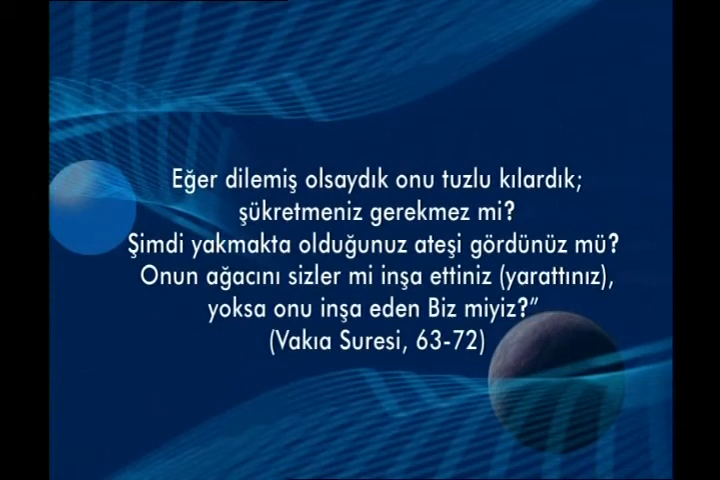 Eğer dilemiş olsaydık onu tuzlu kılardık;
şükretmeniz gerekmez mi?
Şimdi yakmakta olduğunuz ateşi gördünüz mü?
Onun ağacını sizler mi inşa ettiniz (yarattınız),
yoksa onu inşa eden Biz miyiz?”
(Vakıa Suresi, 63-72)